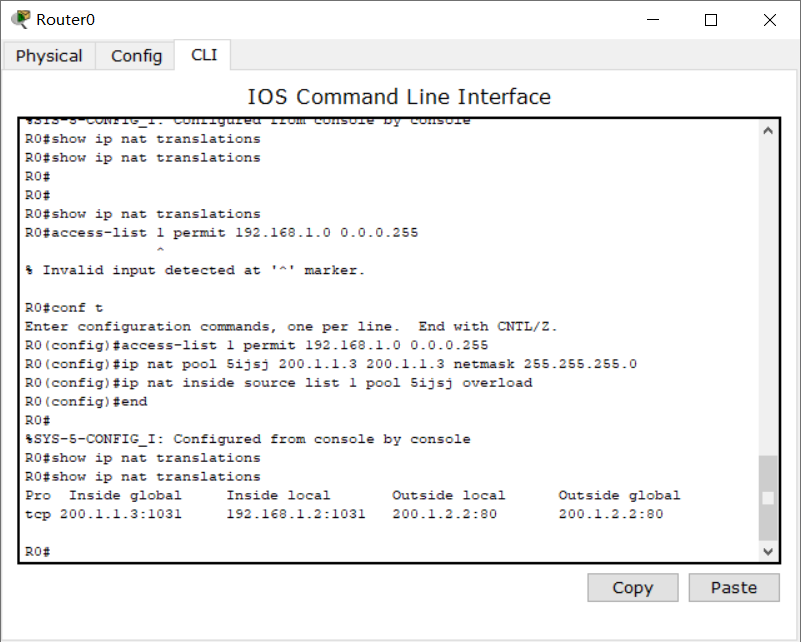 Router0
Physical Config CLI
IOS Command Line Interface
%SYS-5-CONFIG_I: Configured from console by console
R0#show ip nat translations
R0#show ip nat translations
R0#
R0#
R0#show ip nat translations
R0#access-list 1 permit 192.168.1.0 0.0.0.255
^
% Invalid input detected at '^' marker.
R0#conf t
Enter configuration commands, one per line.  End with CNTL/Z.
R0(config)#access-list 1 permit 192.168.1.0 0.0.0.255
R0(config)#ip nat pool 5ijsj 200.1.1.3 200.1.1.3 netmask 255.255.255.0
R0(config)#ip nat inside source list 1 pool 5ijsj overload
R0(config)#end
R0#
%SYS-5-CONFIG_I: Configured from console by console
R0#show ip nat translations
R0#show ip nat translations
Pro  Inside global     Inside local       Outside local      Outside global
tcp 200.1.1.3:1031     192.168.1.2:1031   200.1.2.2:80       200.1.2.2:80
R0#
Copy Paste